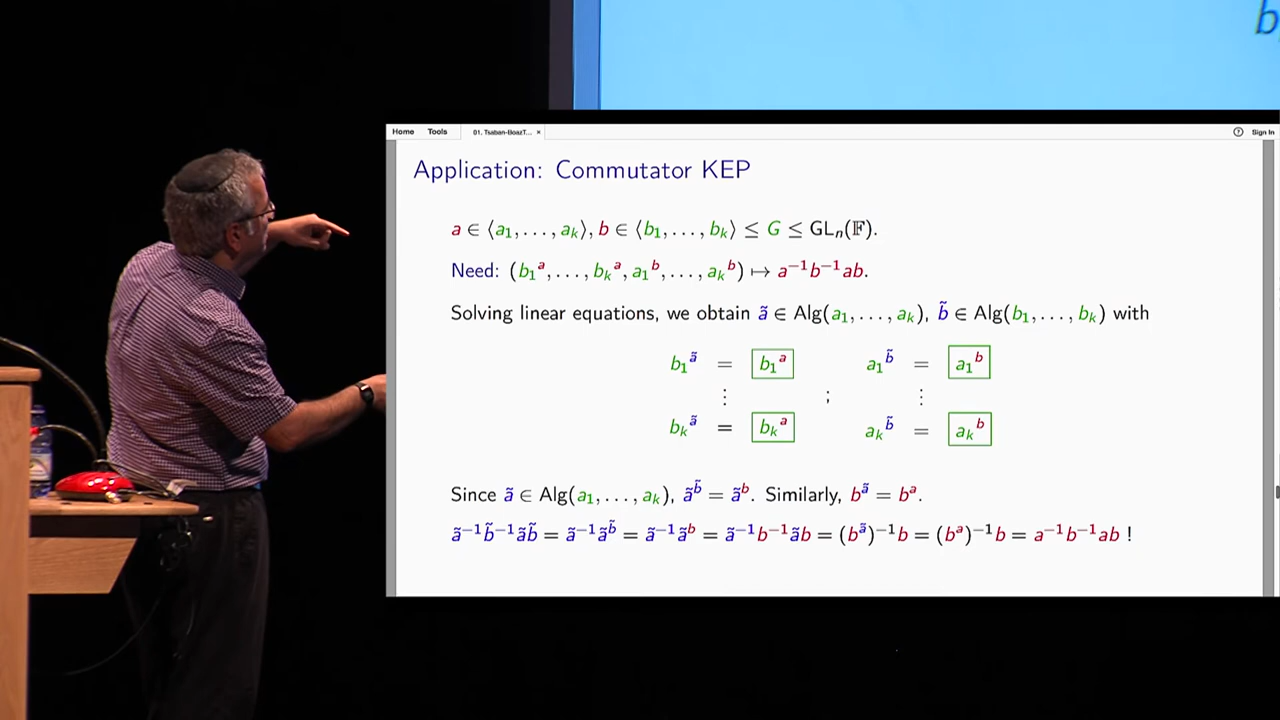 b
Home Tools 01. Tsaban-BoazT... × ? Sign In
Application: Commutator KEP
a ∈ ⟨a₁, . . . , aₖ⟩, b ∈ ⟨b₁, . . . , bₖ⟩ ≤ G ≤ GLₙ(𝔽).
Need: (b₁ᵃ, . . . , bₖᵃ, a₁ᵇ, . . . , aₖᵇ) ↦ a⁻¹b⁻¹ab.
Solving linear equations, we obtain ã ∈ Alg(a₁, . . . , aₖ), b̃ ∈ Alg(b₁, . . . , bₖ) with
b₁^ã = b₁ᵃ a₁^b̃ = a₁ᵇ
⋮ ; ⋮
bₖ^ã = bₖᵃ aₖ^b̃ = aₖᵇ
Since ã ∈ Alg(a₁, . . . , aₖ), ã^b̃ = ãᵇ. Similarly, b^ã = bᵃ.
ã⁻¹b̃⁻¹ãb̃ = ã⁻¹ã^b̃ = ã⁻¹ãᵇ = ã⁻¹b⁻¹ãb = (b^ã)⁻¹b = (bᵃ)⁻¹b = a⁻¹b⁻¹ab !